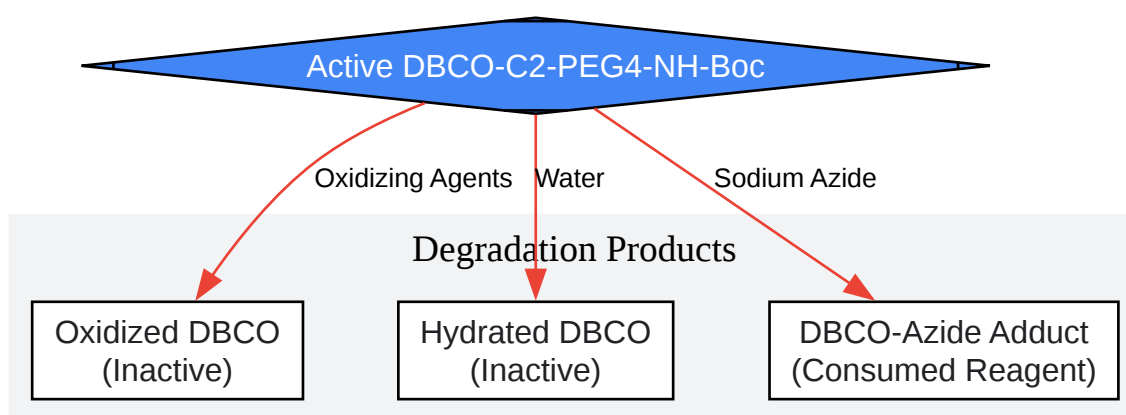 Active DBCO-C2-PEG4-NH-Boc
Oxidizing Agents
Water
Sodium Azide
Degradation Products
Oxidized DBCO
(Inactive)
Hydrated DBCO
(Inactive)
DBCO-Azide Adduct
(Consumed Reagent)